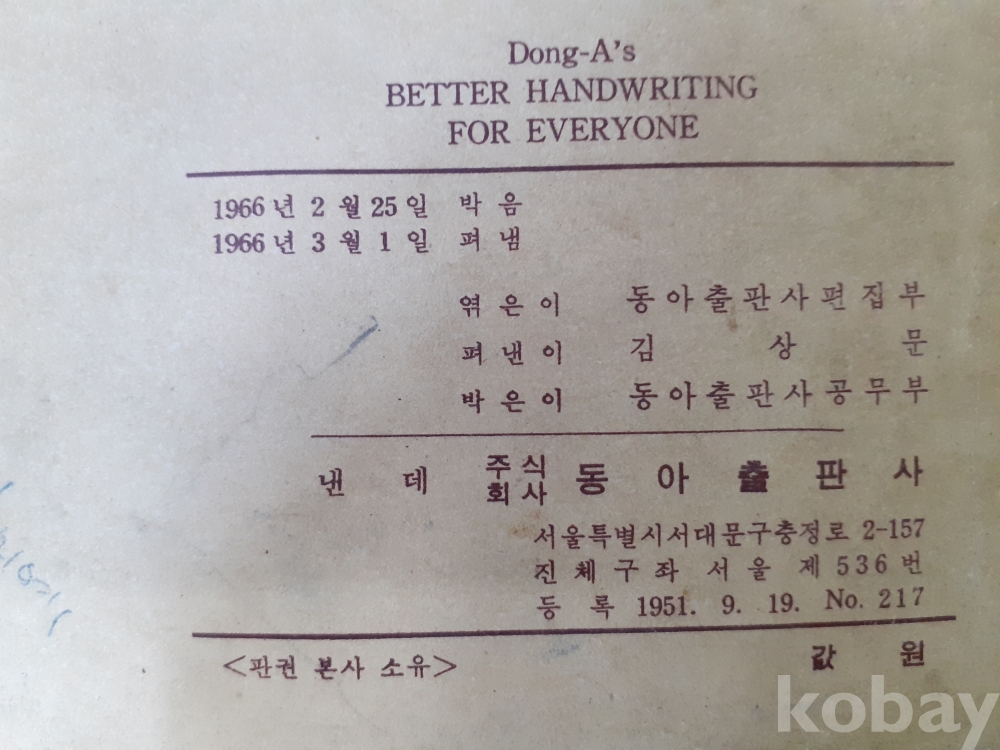 Dong-A's
BETTER HANDWRITING
FOR EVERYONE
1966년 2 월 25 일 박 음
1966년 3 월 1 일 펴 냄
엮 은 이 동아출판사편집부
펴 낸 이 김 상 문
박 은 이 동아출판사공무부
낸 데 주식회사 동 아 출 판 사
서울특별시서대문구충정로 2-157
진 체 구 좌 서 울 제 536 번
등 록 1951. 9. 19. No. 217
<판권 본사 소유> 값 원
kobay